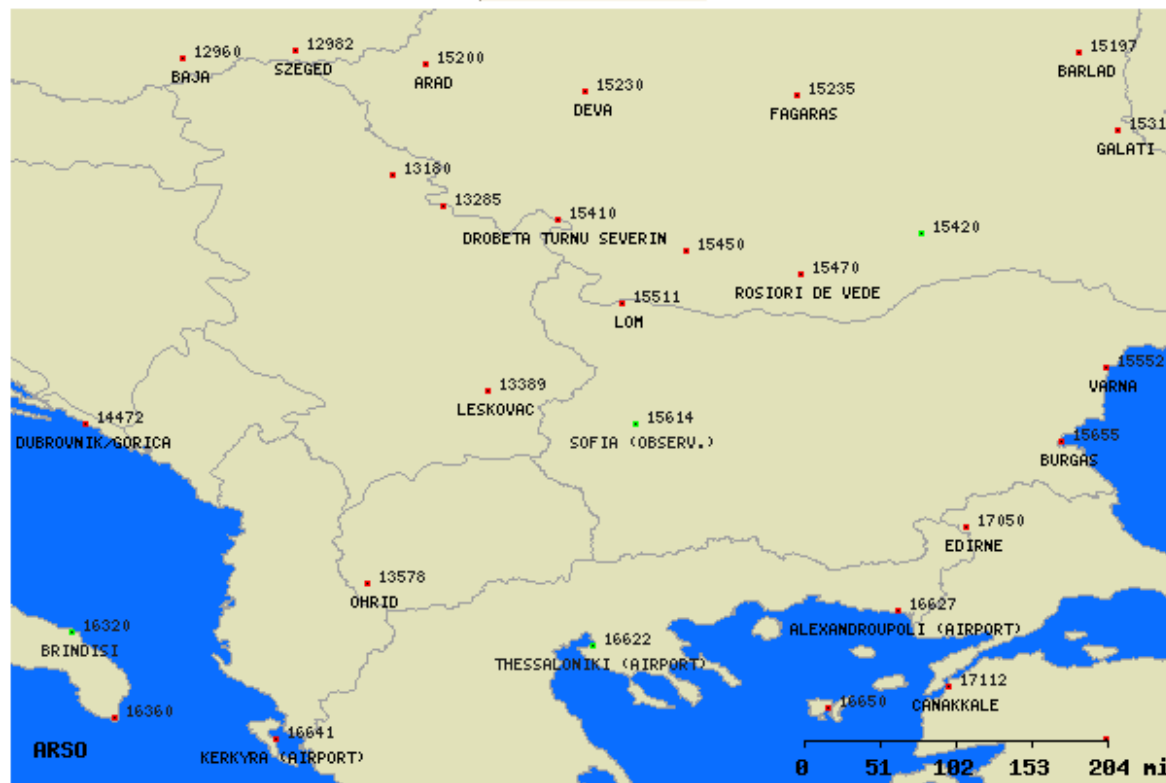 12960
BAJA
12982
SZEGED
15200
ARAD
15230
DEVA
15235
FAGARAS
15197
BARLAD
1531
GALATI
13180
13285
15410
DROBETA TURNU SEVERIN
15450
15420
15470
ROSIORI DE VEDE
15511
LOM
15552
VARNA
13389
LESKOVAC
15614
SOFIA (OBSERV.)
14472
DUBROVNIK/GORICA
15655
BURGAS
17050
EDIRNE
13578
OHRID
16627
ALEXANDROUPOLI (AIRPORT)
16320
BRINDISI
16622
THESSALONIKI (AIRPORT)
17112
CANAKKALE
16650
16360
16641
KERKYRA (AIRPORT)
ARSO
0 51 102 153 204 mi